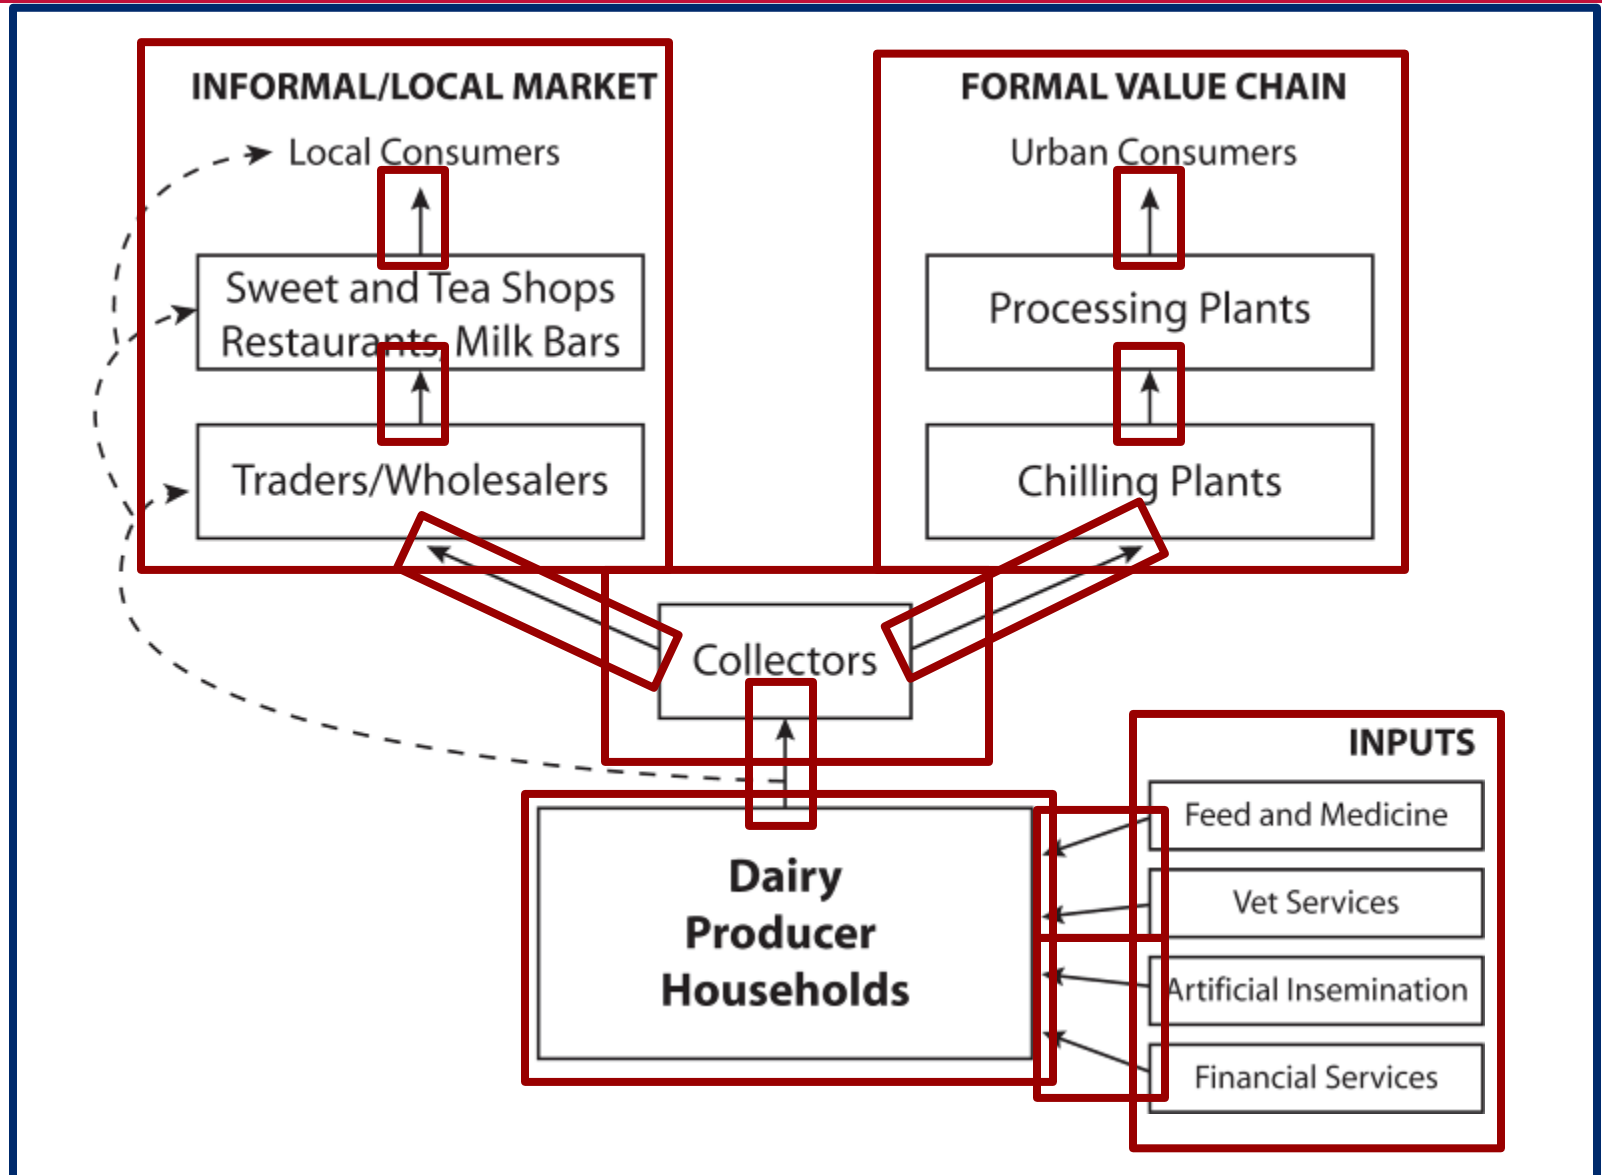 INFORMAL/LOCAL MARKET
Local Consumers
Sweet and Tea Shops
Restaurants, Milk Bars
Traders/Wholesalers
FORMAL VALUE CHAIN
Urban Consumers
Processing Plants
Chilling Plants
Collectors
Dairy
Producer
Households
INPUTS
Feed and Medicine
Vet Services
Artificial Insemination
Financial Services